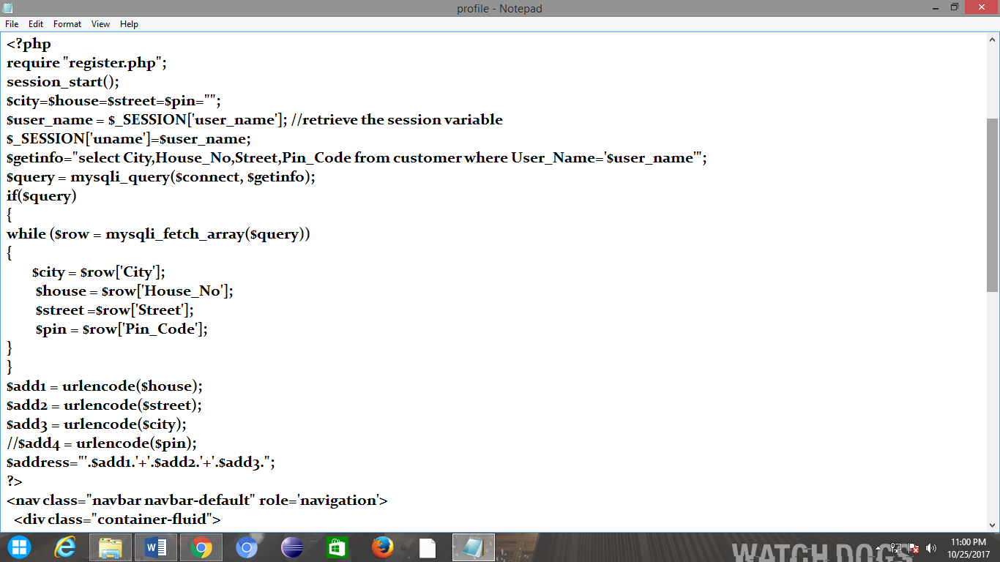 profile - Notepad
File Edit Format View Help
<?php
require "register.php";
session_start();
$city=$house=$street=$pin="";
$user_name = $_SESSION['user_name']; //retrieve the session variable
$_SESSION['uname']=$user_name;
$getinfo="select City,House_No,Street,Pin_Code from customer where User_Name='$user_name'";
$query = mysqli_query($connect, $getinfo);
if($query)
{
while ($row = mysqli_fetch_array($query))
{
$city = $row['City'];
$house = $row['House_No'];
$street =$row['Street'];
$pin = $row['Pin_Code'];
}
}
$add1 = urlencode($house);
$add2 = urlencode($street);
$add3 = urlencode($city);
//$add4 = urlencode($pin);
$address="'.$add1.'+'.$add2.'+'.$add3.";
?>
<nav class="navbar navbar-default" role='navigation'>
<div class="container-fluid">
WATCH DOGS
11:00 PM
10/25/2017